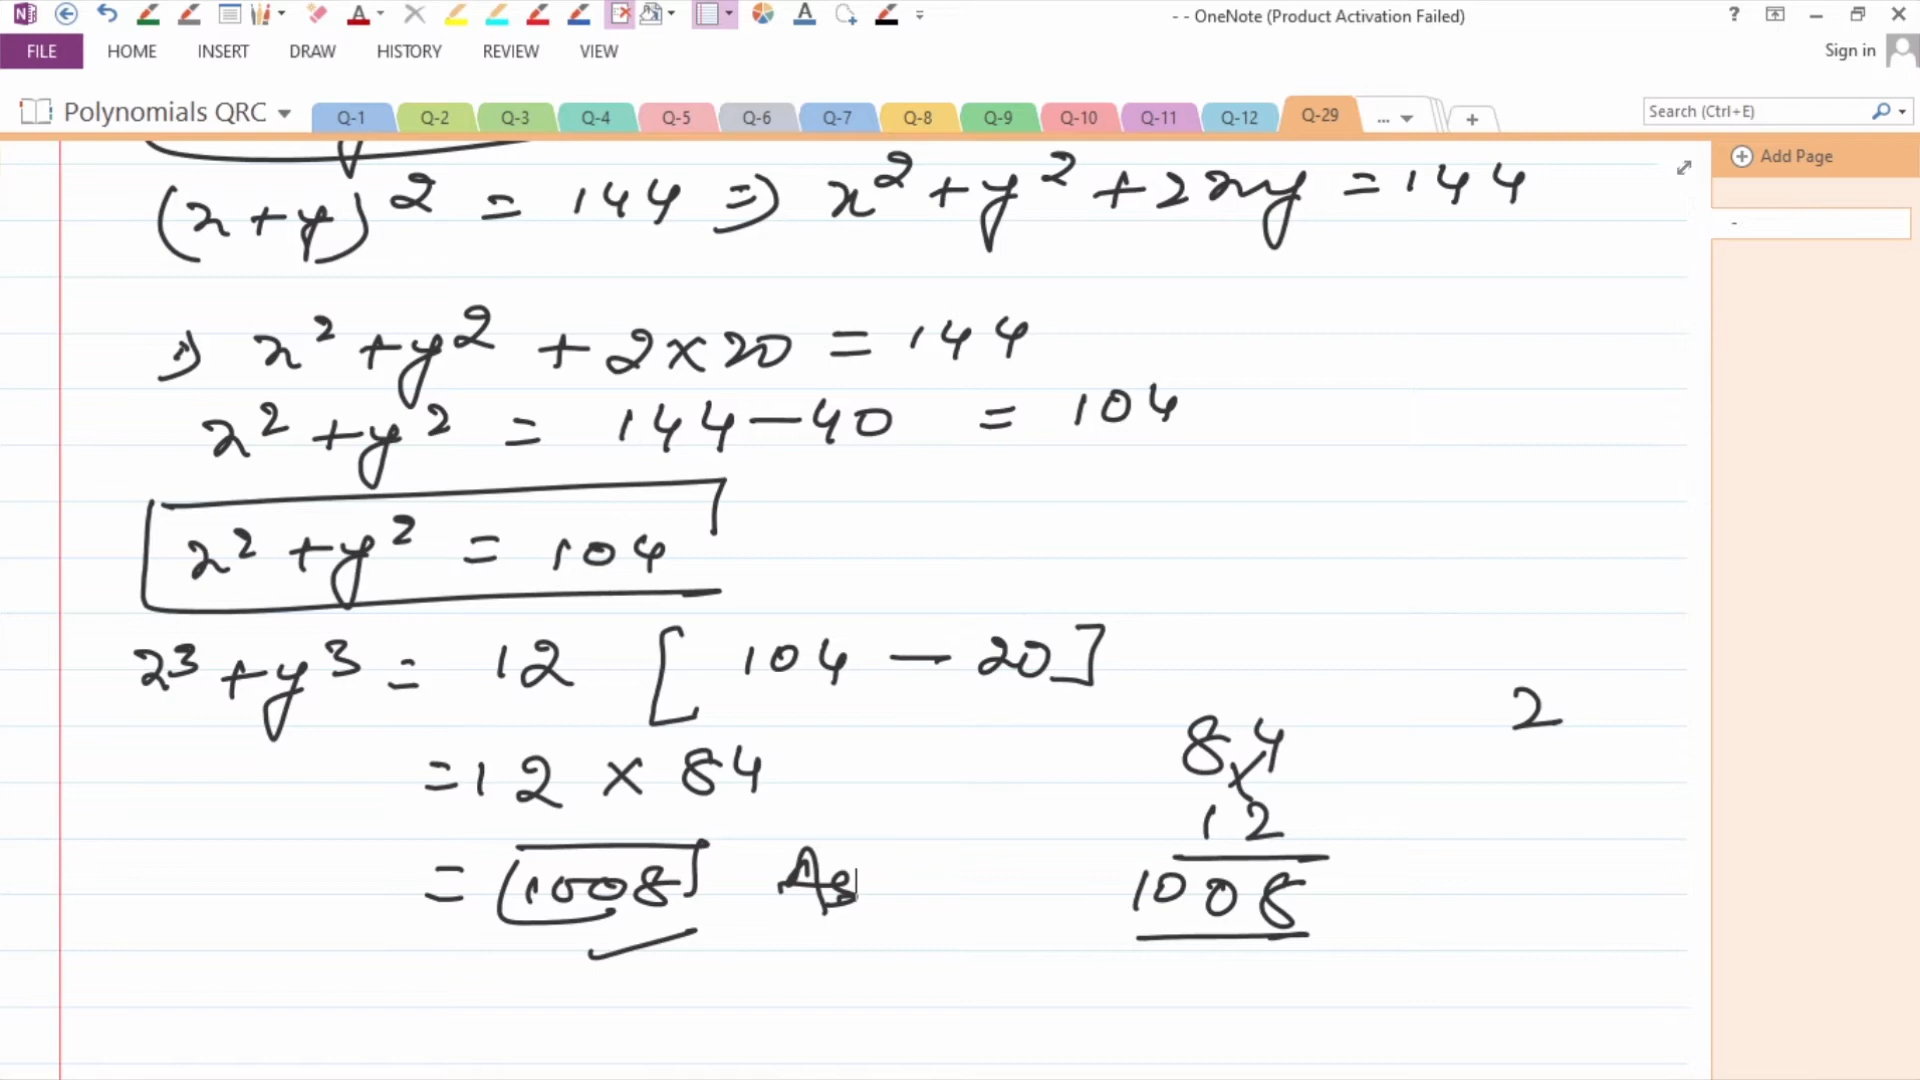 - - OneNote (Product Activation Failed)
FILE HOME INSERT DRAW HISTORY REVIEW VIEW
Sign in
Polynomials QRC Q-1 Q-2 Q-3 Q-4 Q-5 Q-6 Q-7 Q-8 Q-9 Q-10 Q-11 Q-12 Q-29 ... +
Search (Ctrl+E)
Add Page
-
(x+y)² = 144 ⇒ x²+y²+2xy = 144
⇒ x²+y²+2×20 = 144
x²+y² = 144-40 = 104
x²+y² = 104
x³+y³ = 12 [104-20]
= 12 × 84
= 1008
2
84
12
1008